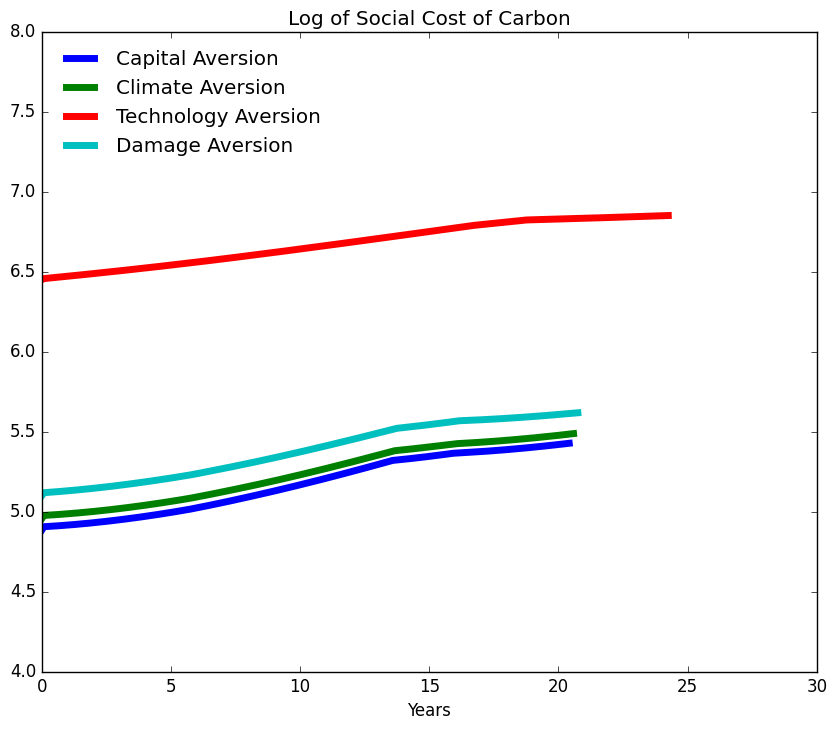 Log of Social Cost of Carbon
8.0
Capital Aversion
Climate Aversion
7.5
Technology Aversion
Damage Aversion
7.0
6.5
6.0
5.5
5.0
4.5
4.0
0 5 10 15 20 25 30
Years